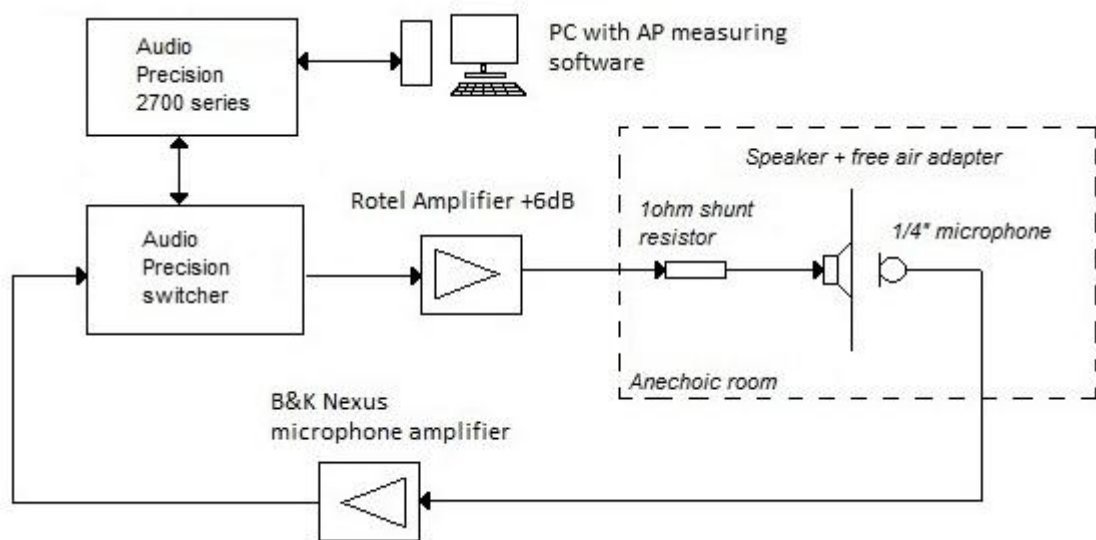 Audio
Precision
2700 series
PC with AP measuring
software
Speaker + free air adapter
Rotel Amplifier +6dB
1ohm shunt
resistor
1/4" microphone
Audio
Precision
switcher
Anechoic room
B&K Nexus
microphone amplifier